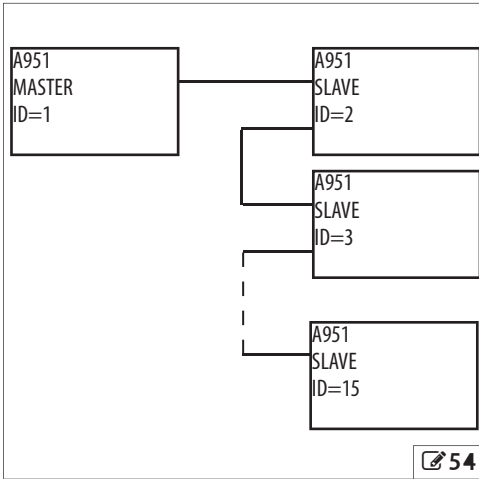 A951
MASTER
ID=1
A951
SLAVE
ID=2
A951
SLAVE
ID=3
A951
SLAVE
ID=15
54